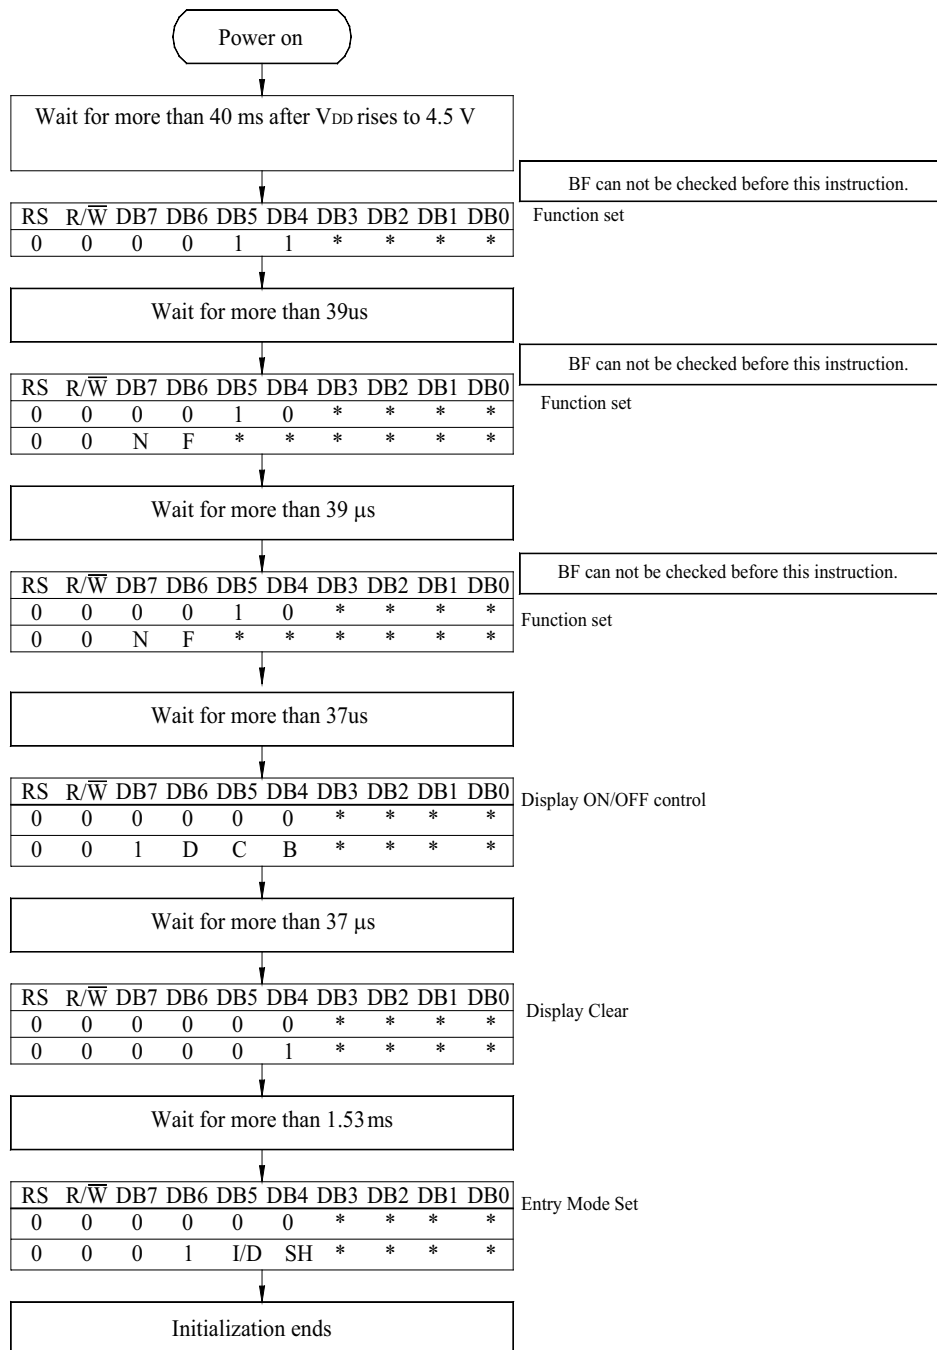 Power on
Wait for more than 40 ms after VDD rises to 4.5 V
BF can not be checked before this instruction.
RS R/W̅ DB7 DB6 DB5 DB4 DB3 DB2 DB1 DB0
Function set
0 0 0 0 1 1 * * * *
Wait for more than 39us
BF can not be checked before this instruction.
RS R/W̅ DB7 DB6 DB5 DB4 DB3 DB2 DB1 DB0
Function set
0 0 0 0 1 0 * * * *
0 0 N F * * * * * *
Wait for more than 39 µs
BF can not be checked before this instruction.
RS R/W̅ DB7 DB6 DB5 DB4 DB3 DB2 DB1 DB0
0 0 0 0 1 0 * * * *
Function set
0 0 N F * * * * * *
Wait for more than 37us
RS R/W̅ DB7 DB6 DB5 DB4 DB3 DB2 DB1 DB0
Display ON/OFF control
0 0 0 0 0 0 * * * *
0 0 1 D C B * * * *
Wait for more than 37 µs
RS R/W̅ DB7 DB6 DB5 DB4 DB3 DB2 DB1 DB0
Display Clear
0 0 0 0 0 0 * * * *
0 0 0 0 0 1 * * * *
Wait for more than 1.53ms
RS R/W̅ DB7 DB6 DB5 DB4 DB3 DB2 DB1 DB0
Entry Mode Set
0 0 0 0 0 0 * * * *
0 0 0 1 I/D SH * * * *
Initialization ends